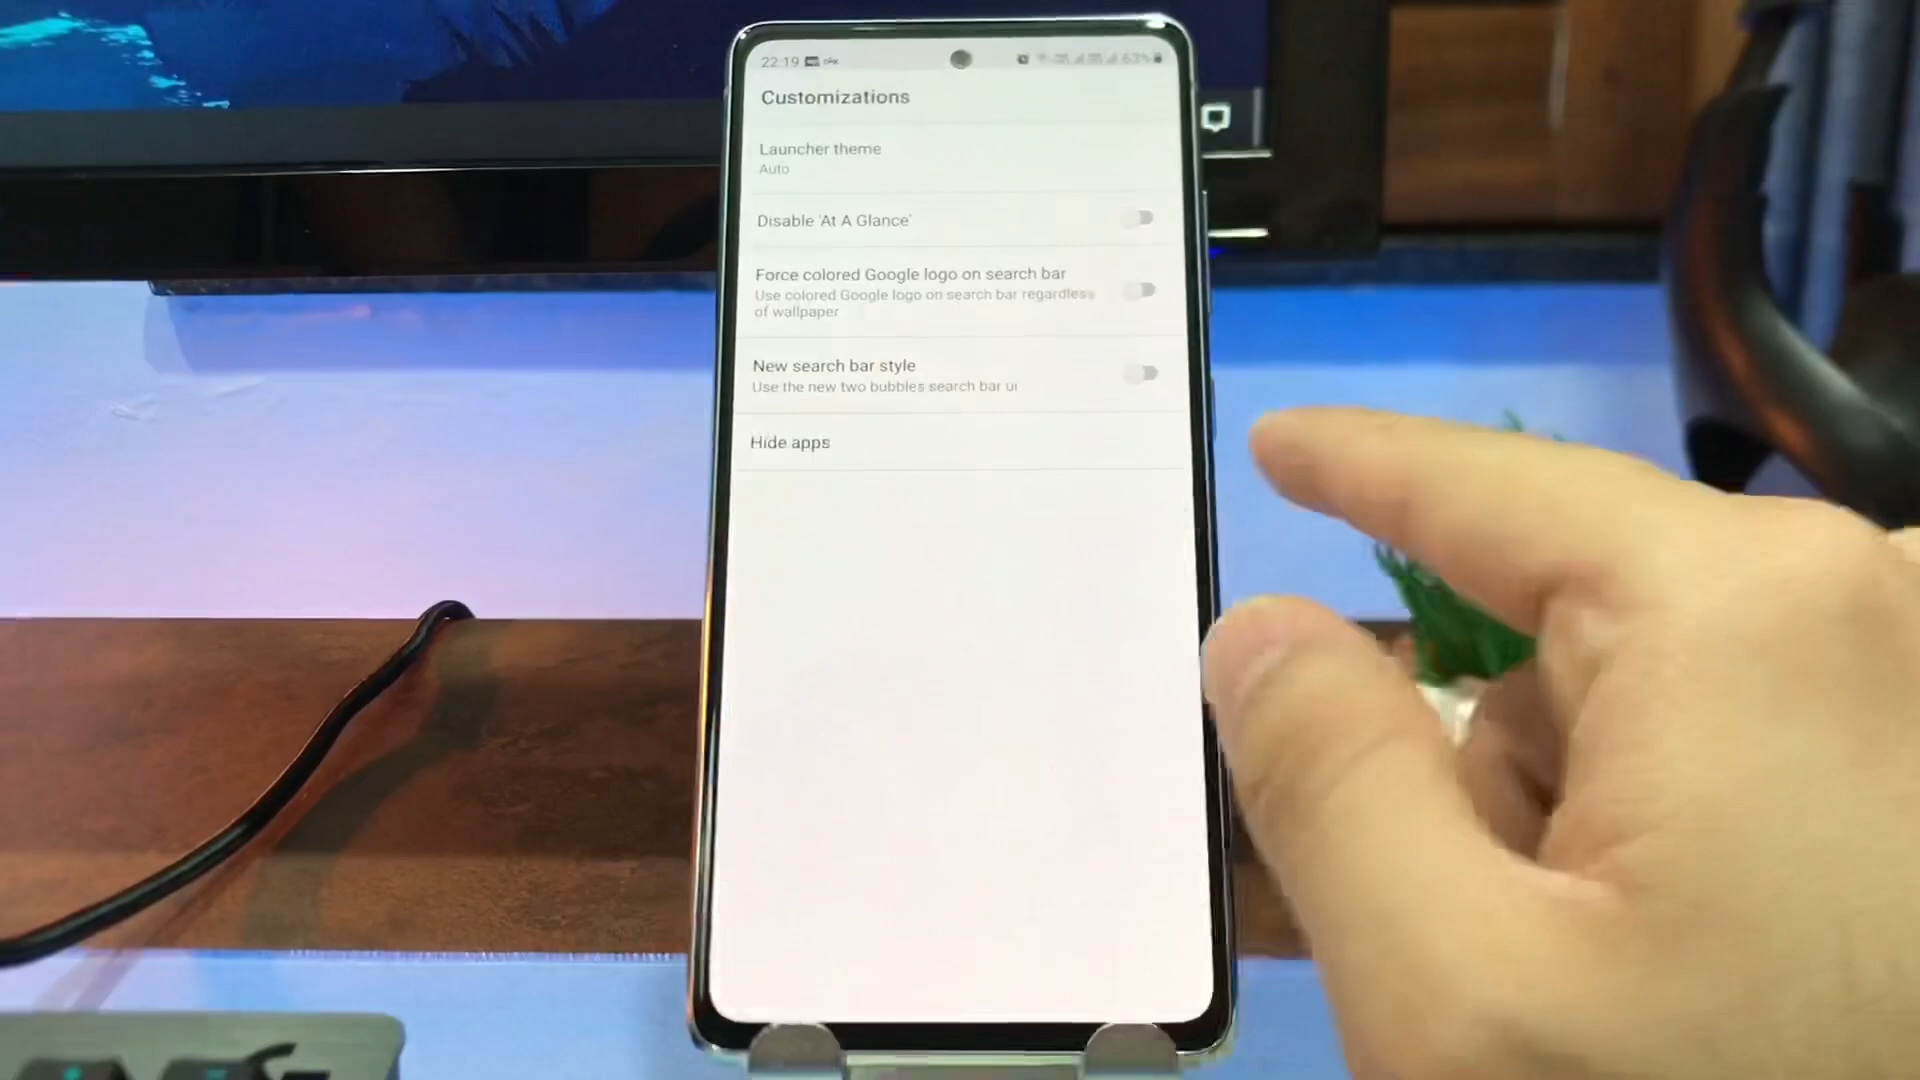 22:19
63%
Customizations
Launcher theme
Auto
Disable 'At A Glance'
Force colored Google logo on search bar
Use colored Google logo on search bar regardless
of wallpaper
New search bar style
Use the new two bubbles search bar ui
Hide apps